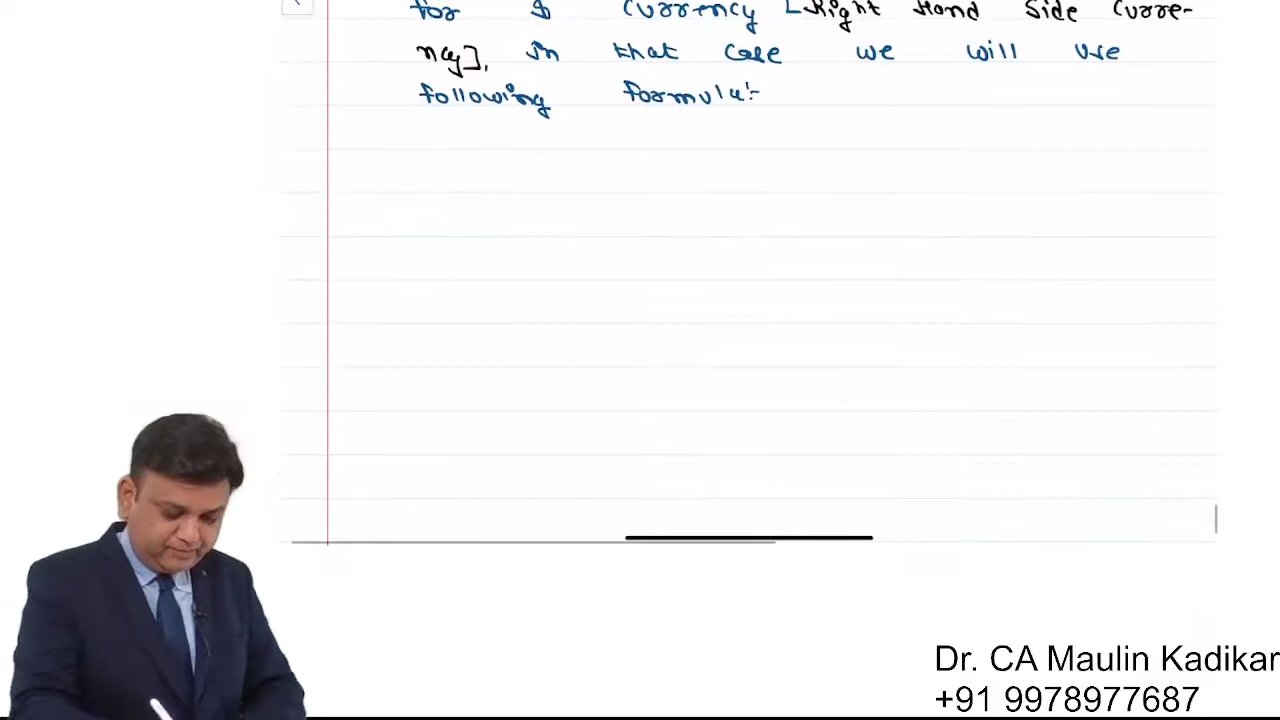 for $ Currency [Right Hand Side Curre-
ncy], in that case we will use
following formula:-
Dr. CA Maulin Kadikar
+91 9978977687